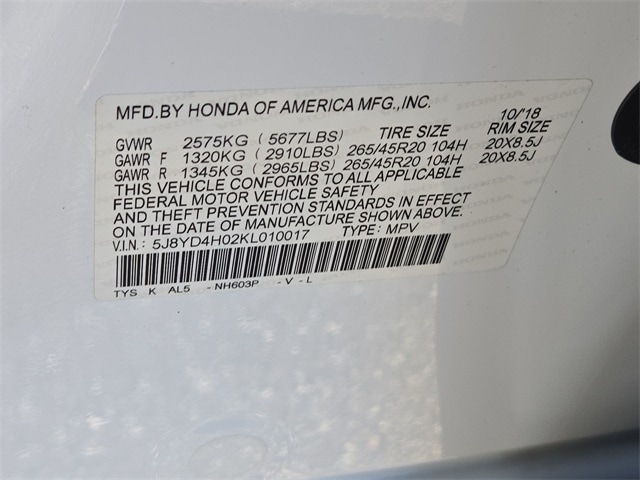 MFD.BY HONDA OF AMERICA MFG.,INC. 10/'18
GVWR 2575KG (5677LBS) TIRE SIZE RIM SIZE
GAWR F 1320KG (2910LBS) 265/45R20 104H 20X8.5J
GAWR R 1345KG (2965LBS) 265/45R20 104H 20X8.5J
THIS VEHICLE CONFORMS TO ALL APPLICABLE
FEDERAL MOTOR VEHICLE SAFETY
AND THEFT PREVENTION STANDARDS IN EFFECT
ON THE DATE OF MANUFACTURE SHOWN ABOVE.
V.I.N.: 5J8YD4H02KL010017 TYPE: MPV
TYS K AL5 -NH603P -V-L